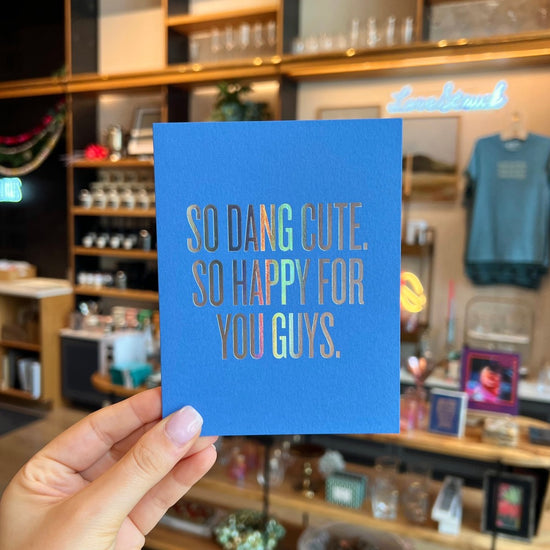 SO DANG CUTE.
SO HAPPY FOR
YOU GUYS.